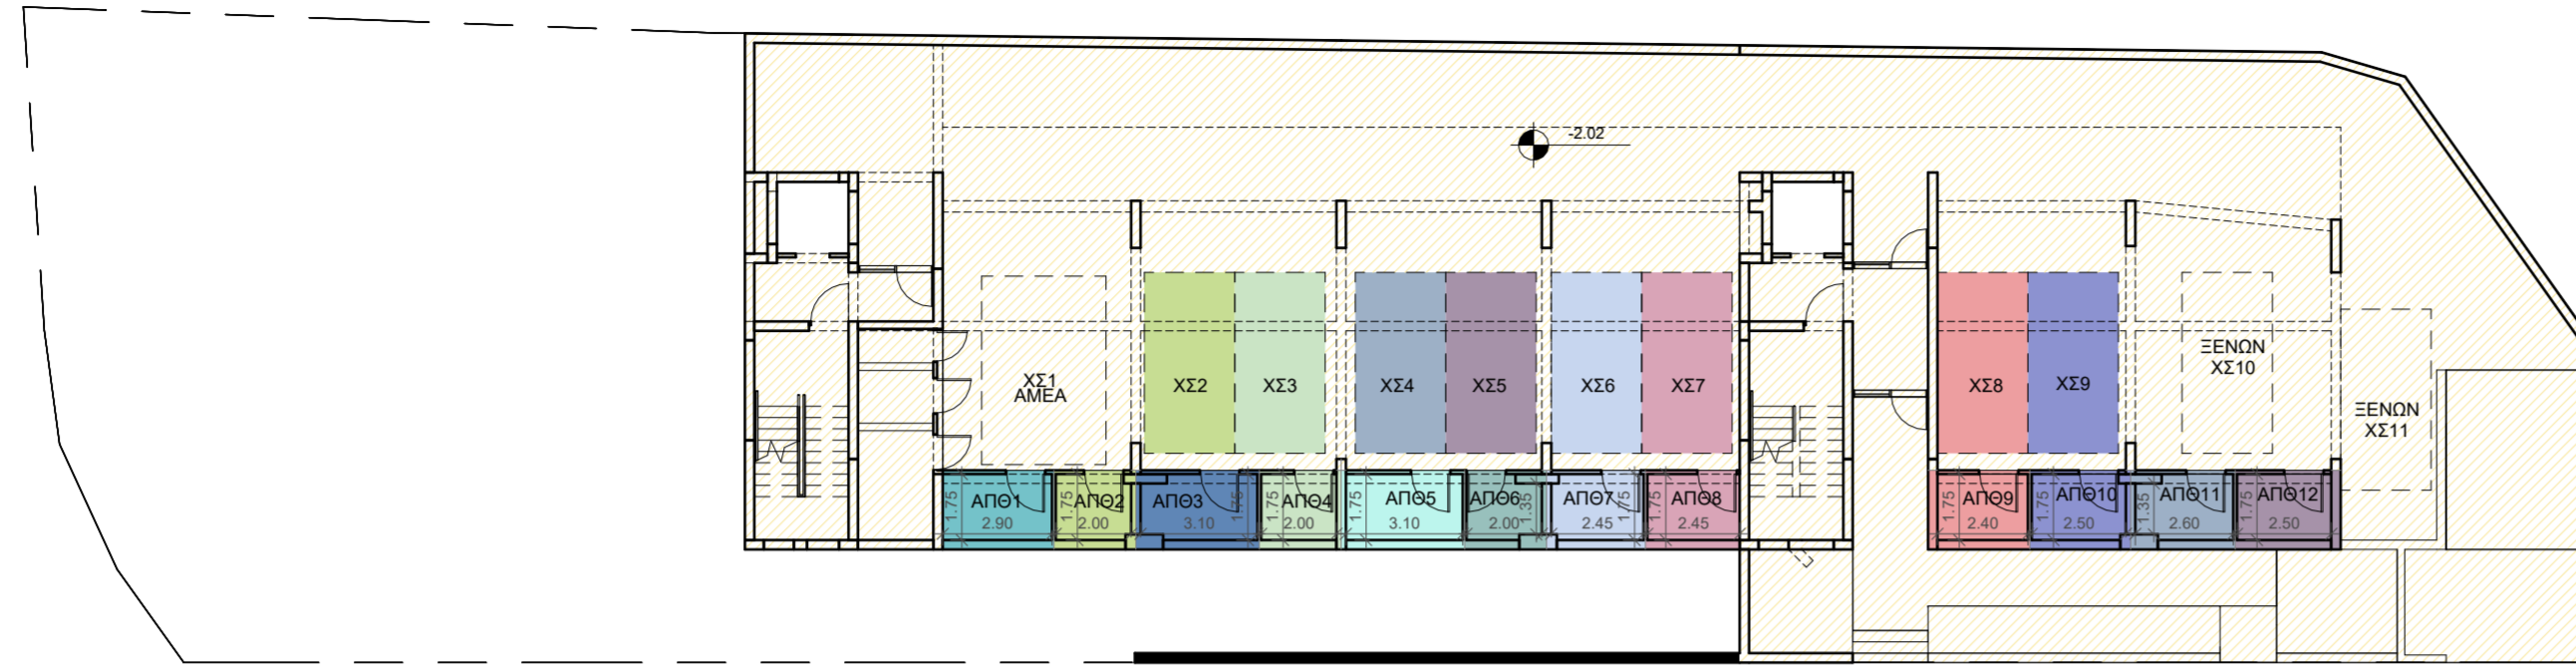 -2.02
ΧΣ1
ΑΜΕΑ
ΧΣ2
ΧΣ3
ΧΣ4
ΧΣ5
ΧΣ6
ΧΣ7
ΧΣ8
ΧΣ9
ΞΕΝΩΝ
ΧΣ10
ΞΕΝΩΝ
ΧΣ11
ΑΠΘ1
1.75
2.90
ΑΠΘ2
1.75
2.00
ΑΠΘ3
3.10
1.75
ΑΠΘ4
1.75
2.00
ΑΠΘ5
1.75
3.10
ΑΠΘ6
2.00
1.35
ΑΠΘ7
2.45
1.75
ΑΠΘ8
2.45
ΑΠΘ9
1.75
2.40
ΑΠΘ10
1.75
2.50
ΑΠΘ11
1.35
2.60
ΑΠΘ12
1.75
2.50